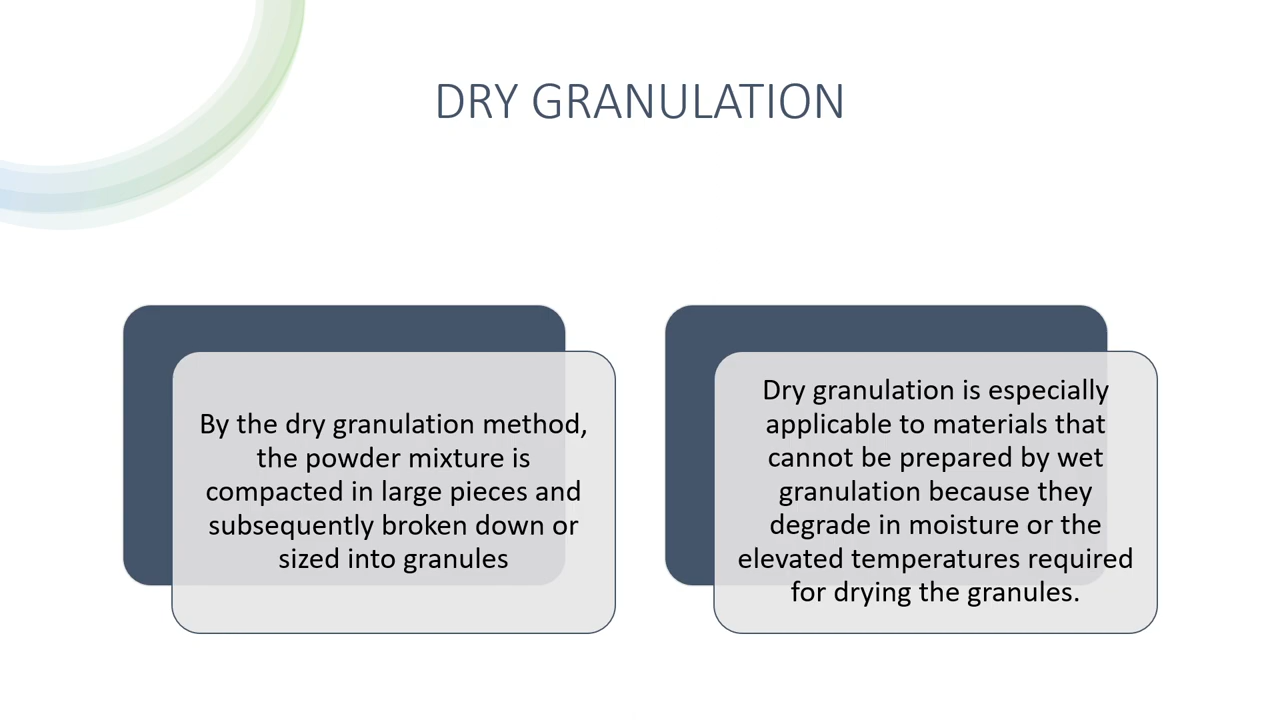 DRY GRANULATION
By the dry granulation method,
the powder mixture is
compacted in large pieces and
subsequently broken down or
sized into granules
Dry granulation is especially
applicable to materials that
cannot be prepared by wet
granulation because they
degrade in moisture or the
elevated temperatures required
for drying the granules.